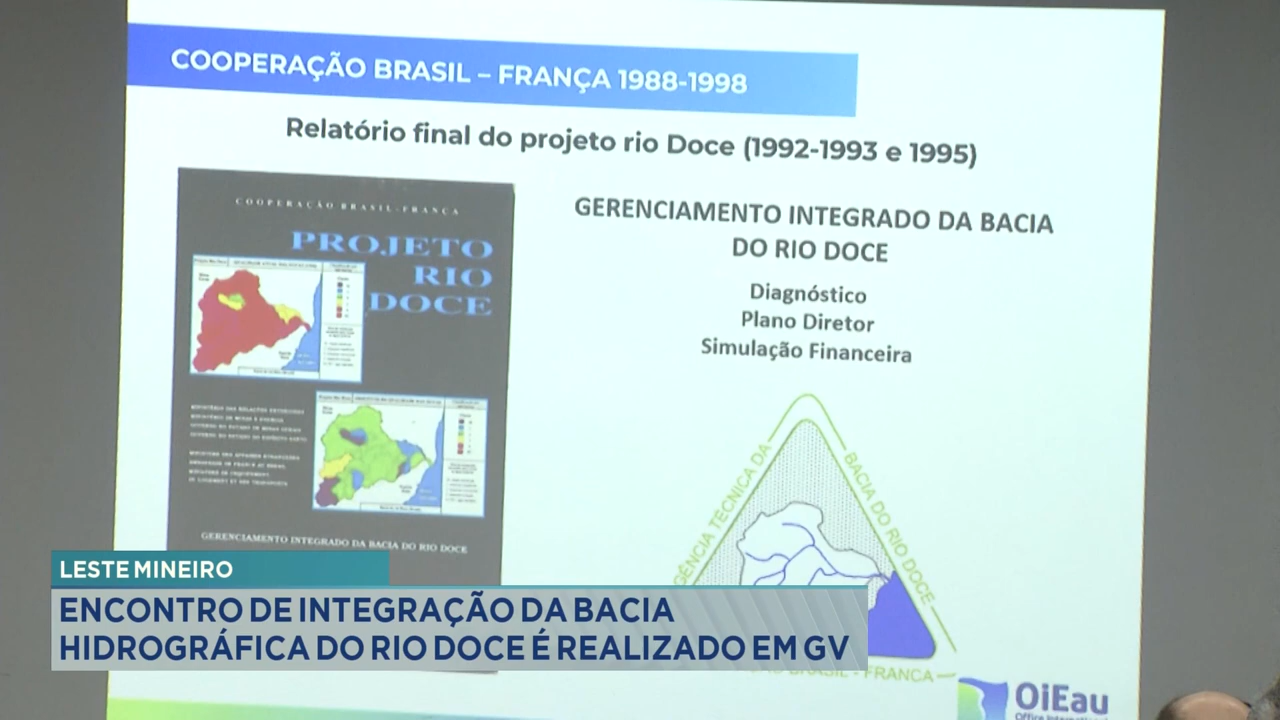 COOPERAÇÃO BRASIL – FRANÇA 1988-1998
Relatório final do projeto rio Doce (1992-1993 e 1995)
COOPERAÇÃO BRASIL-FRANÇA
PROJETO
RIO
DOCE
GERENCIAMENTO INTEGRADO DA BACIA DO RIO DOCE
GERENCIAMENTO INTEGRADO DA BACIA
DO RIO DOCE
Diagnóstico
Plano Diretor
Simulação Financeira
TÉCNICA DA
BACIA DO RIO DOCE
BRASIL - FRANCA
OiEau
LESTE MINEIRO
ENCONTRO DE INTEGRAÇÃO DA BACIA
HIDROGRÁFICA DO RIO DOCE É REALIZADO EM GV